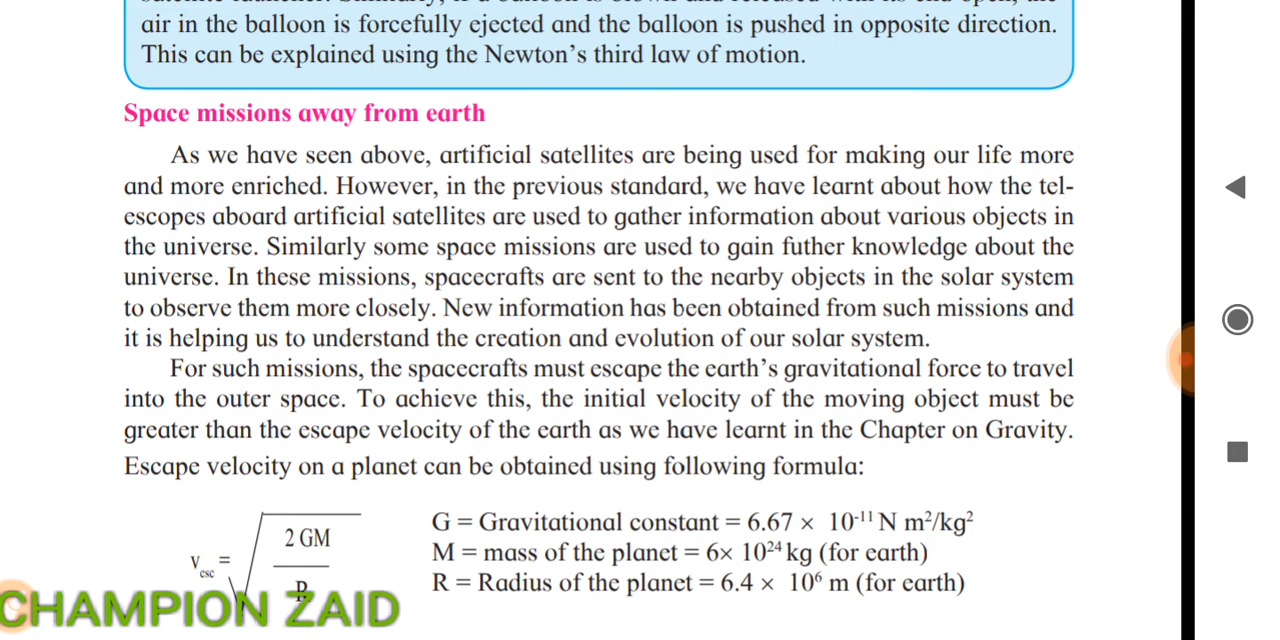 air in the balloon is forcefully ejected and the balloon is pushed in opposite direction.
This can be explained using the Newton’s third law of motion.
Space missions away from earth
As we have seen above, artificial satellites are being used for making our life more
and more enriched. However, in the previous standard, we have learnt about how the tel-
escopes aboard artificial satellites are used to gather information about various objects in
the universe. Similarly some space missions are used to gain futher knowledge about the
universe. In these missions, spacecrafts are sent to the nearby objects in the solar system
to observe them more closely. New information has been obtained from such missions and
it is helping us to understand the creation and evolution of our solar system.
For such missions, the spacecrafts must escape the earth’s gravitational force to travel
into the outer space. To achieve this, the initial velocity of the moving object must be
greater than the escape velocity of the earth as we have learnt in the Chapter on Gravity.
Escape velocity on a planet can be obtained using following formula:
v_esc = √(2 GM / R)
G = Gravitational constant = 6.67 × 10⁻¹¹ N m²/kg²
M = mass of the planet = 6× 10²⁴ kg (for earth)
R = Radius of the planet = 6.4 × 10⁶ m (for earth)
CHAMPION ZAID